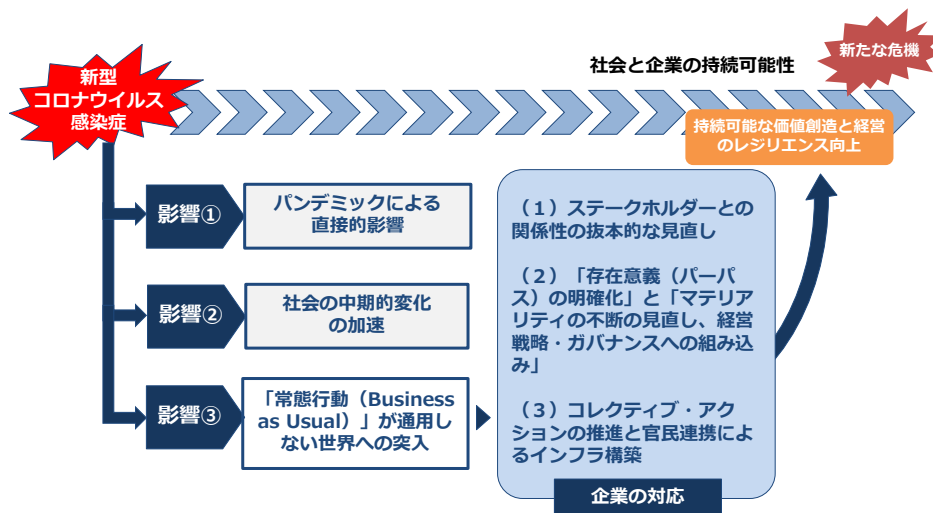 新たな危機
社会と企業の持続可能性
新型
コロナウイルス
感染症
持続可能な価値創造と経営
のレジリエンス向上
影響①
パンデミックによる
直接的影響
影響②
社会の中期的変化
の加速
影響③
「常態行動（Business
as Usual）」が通用し
ない世界への突入
（１）ステークホルダーとの
関係性の抜本的な見直し
（２）「存在意義（パーパ
ス）の明確化」と「マテリア
リティの不断の見直し、経営
戦略・ガバナンスへの組み込
み」
（３）コレクティブ・アク
ションの推進と官民連携によ
るインフラ構築
企業の対応